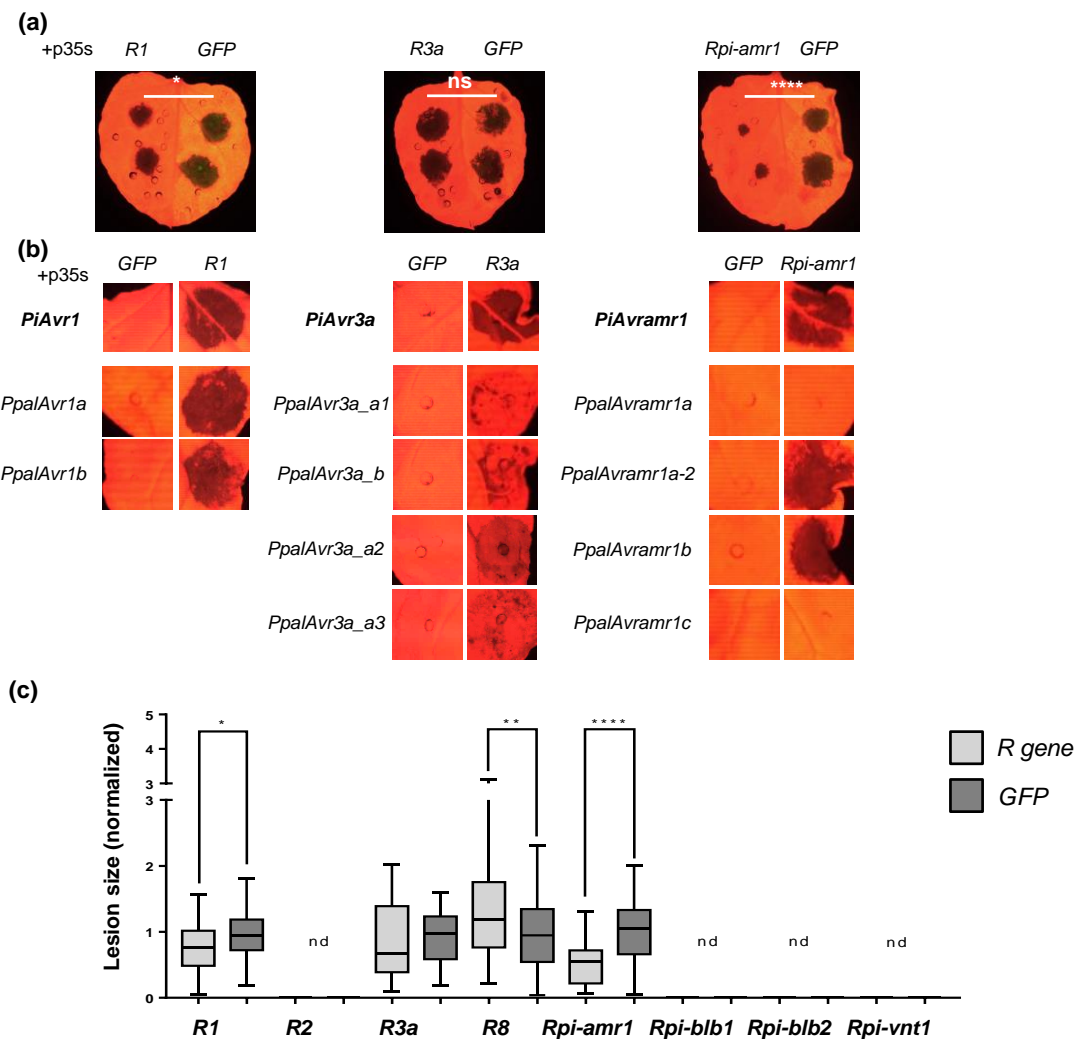 (a)
+p35s R1 GFP R3a GFP Rpi-amr1 GFP
* ns ****
(b)
+p35s GFP R1 GFP R3a GFP Rpi-amr1
PiAvr1 PiAvr3a PiAvramr1
PpalAvr1a PpalAvr3a_a1 PpalAvramr1a
PpalAvr1b PpalAvr3a_b PpalAvramr1a-2
PpalAvr3a_a2 PpalAvramr1b
PpalAvr3a_a3 PpalAvramr1c
(c)
Lesion size (normalized)
5
4
3
3
2
1
0
* ** ****
nd nd nd nd
R gene
GFP
R1 R2 R3a R8 Rpi-amr1 Rpi-blb1 Rpi-blb2 Rpi-vnt1